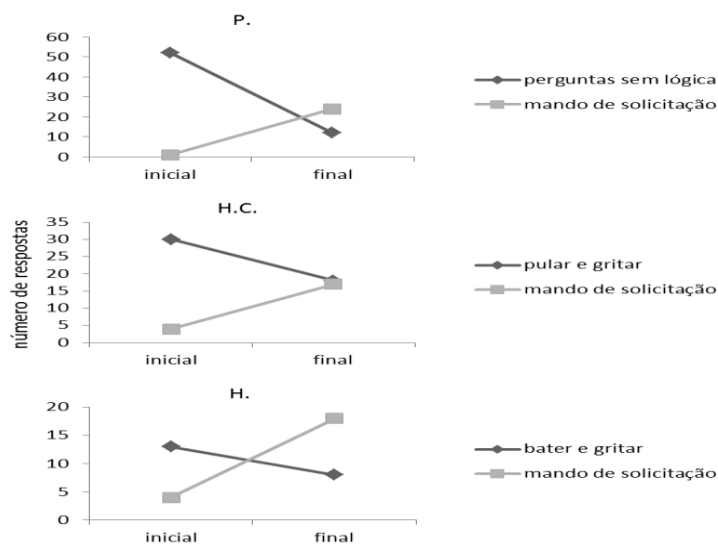 P.
60
50
40
30
20
10
0
inicial final
perguntas sem lógica
mando de solicitação
número de respostas
H.C.
35
30
25
20
15
10
5
0
inicial final
pular e gritar
mando de solicitação
H.
20
15
10
5
0
inicial final
bater e gritar
mando de solicitação